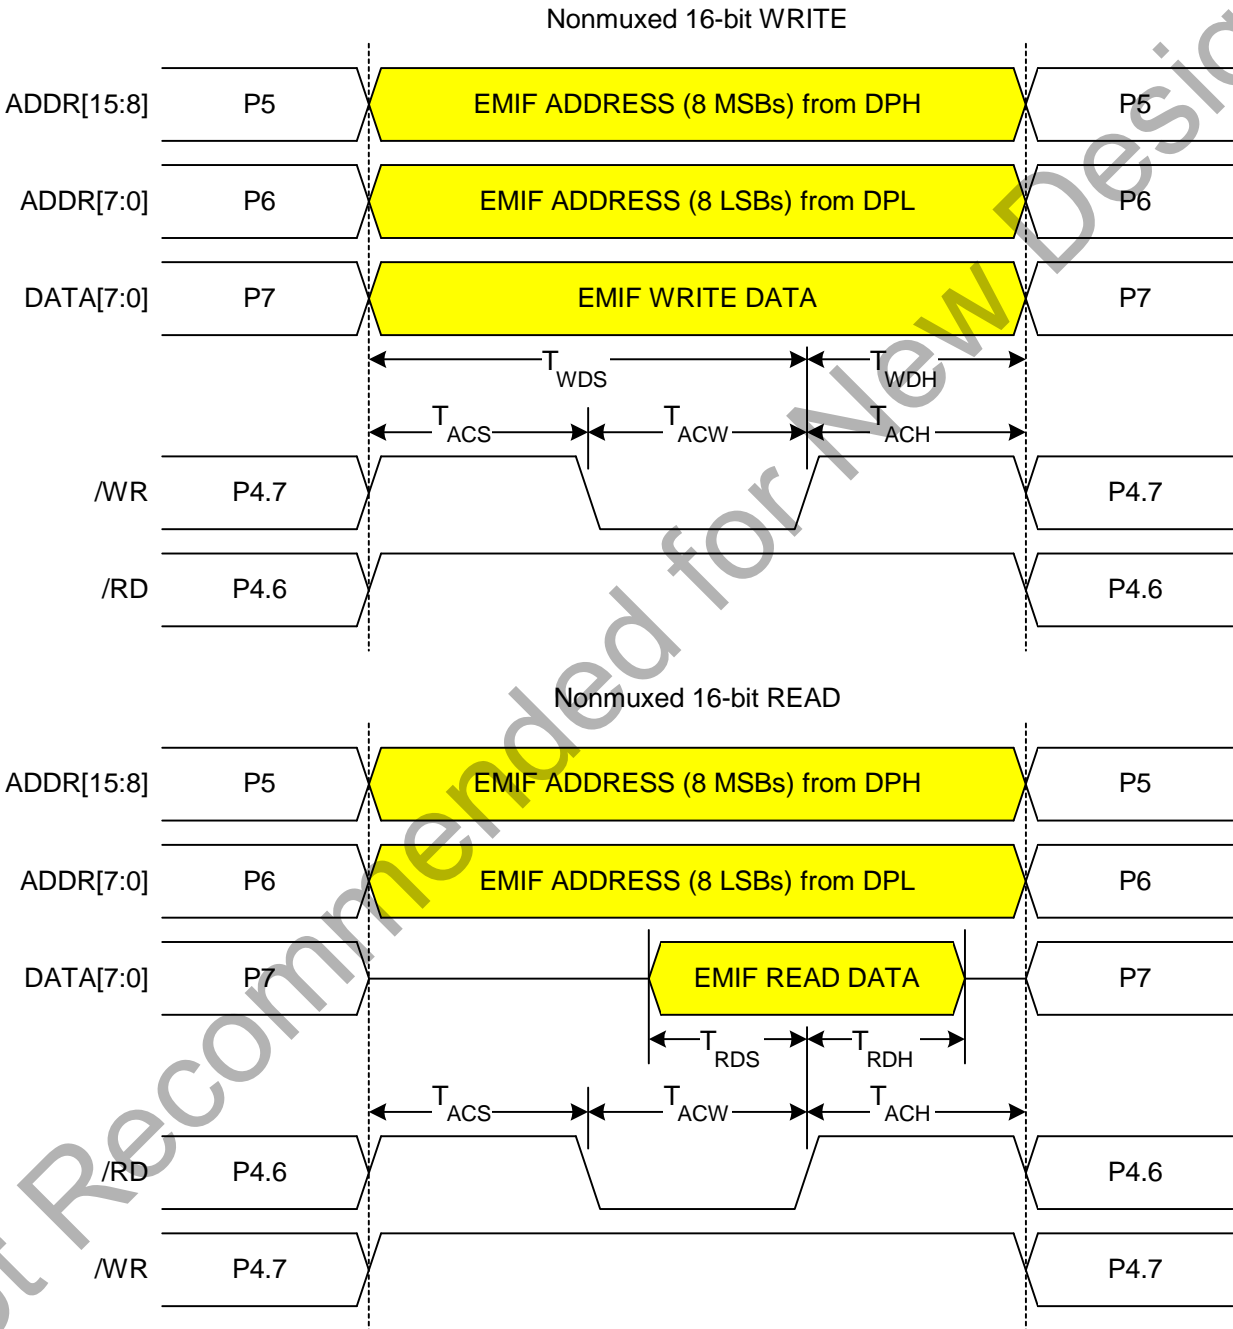 Nonmuxed 16-bit WRITE
ADDR[15:8] P5 EMIF ADDRESS (8 MSBs) from DPH P5
ADDR[7:0] P6 EMIF ADDRESS (8 LSBs) from DPL P6
DATA[7:0] P7 EMIF WRITE DATA P7
TWDS TWDH
TACS TACW TACH
/WR P4.7 P4.7
/RD P4.6 P4.6
Nonmuxed 16-bit READ
ADDR[15:8] P5 EMIF ADDRESS (8 MSBs) from DPH P5
ADDR[7:0] P6 EMIF ADDRESS (8 LSBs) from DPL P6
DATA[7:0] P7 EMIF READ DATA P7
TRDS TRDH
TACS TACW TACH
/RD P4.6 P4.6
/WR P4.7 P4.7
Recommended for New